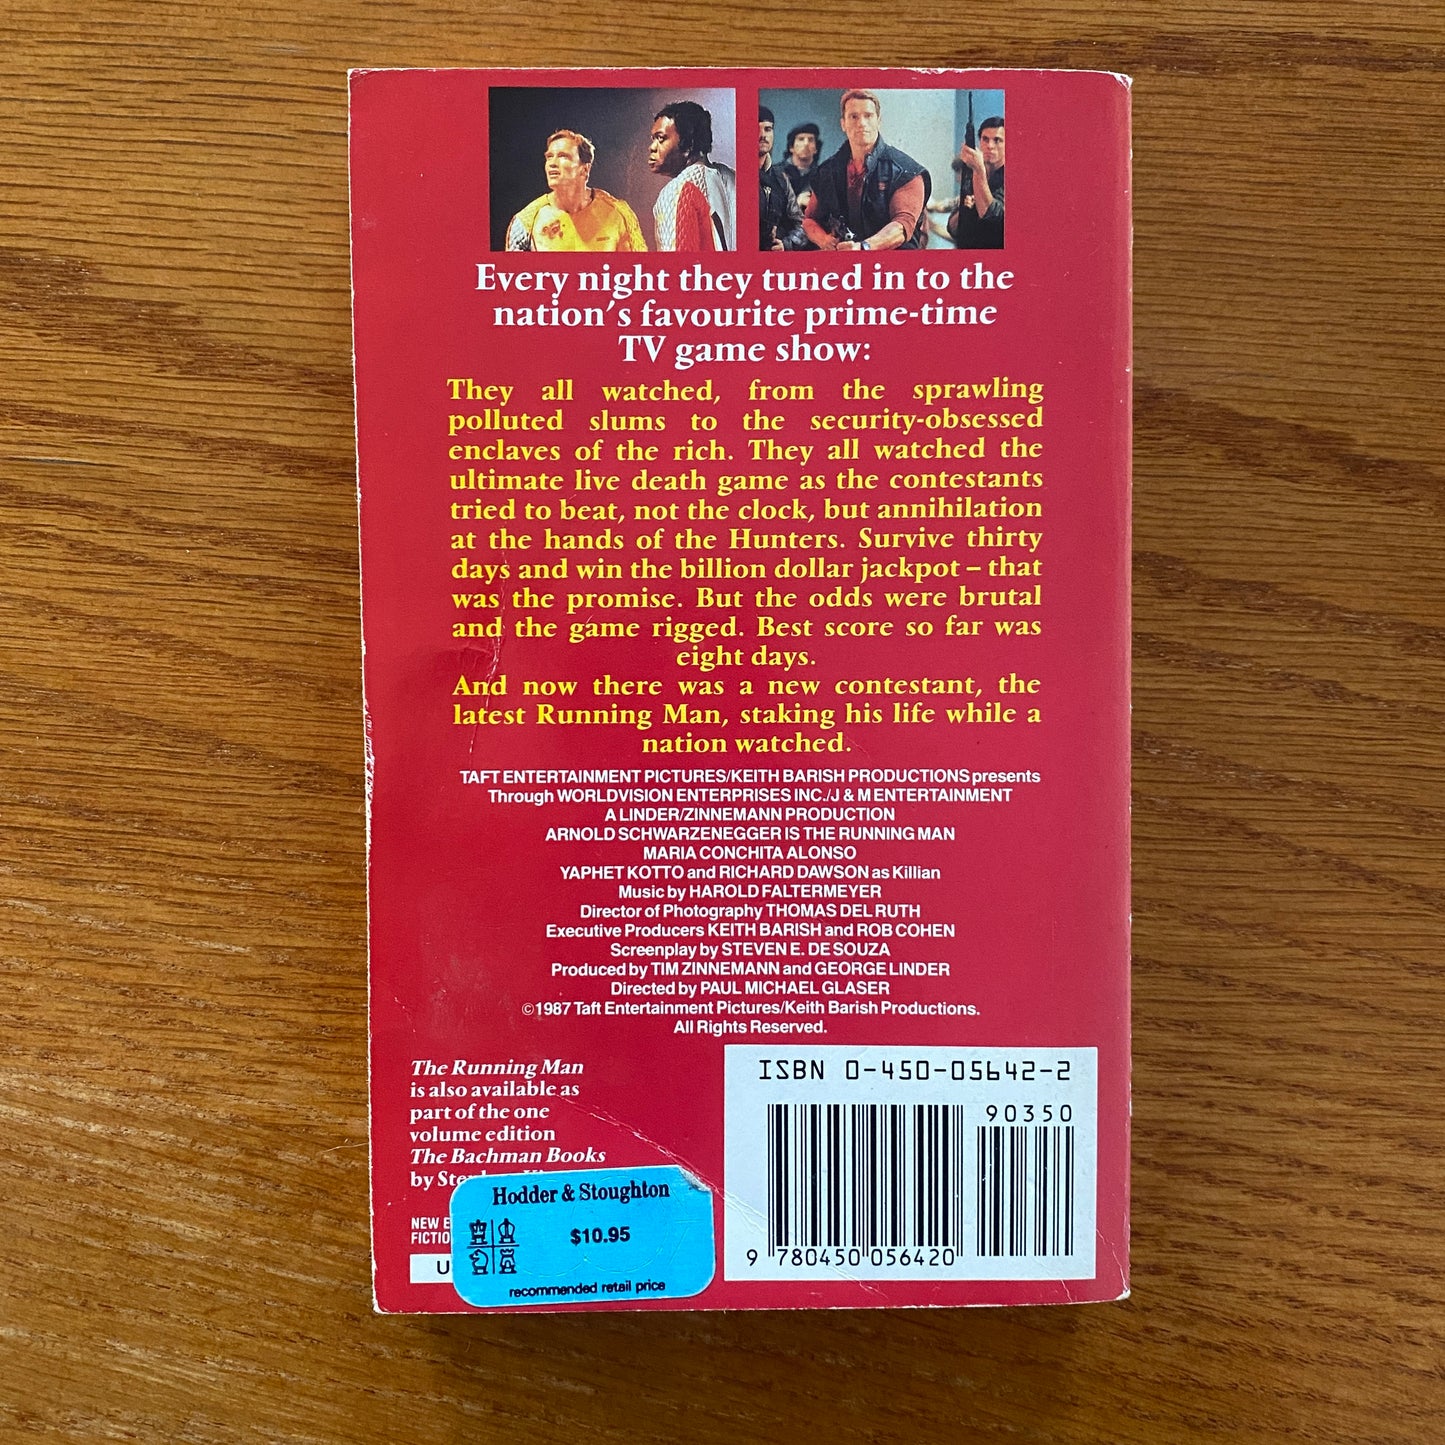 Every night they tuned in to the
nation's favourite prime-time
TV game show:
They all watched, from the sprawling
polluted slums to the security-obsessed
enclaves of the rich. They all watched the
ultimate live death game as the contestants
tried to beat, not the clock, but annihilation
at the hands of the Hunters. Survive thirty
days and win the billion dollar jackpot – that
was the promise. But the odds were brutal
and the game rigged. Best score so far was
eight days.
And now there was a new contestant, the
latest Running Man, staking his life while a
nation watched.
TAFT ENTERTAINMENT PICTURES/KEITH BARISH PRODUCTIONS presents
Through WORLDVISION ENTERPRISES INC./J & M ENTERTAINMENT
A LINDER/ZINNEMANN PRODUCTION
ARNOLD SCHWARZENEGGER IS THE RUNNING MAN
MARIA CONCHITA ALONSO
YAPHET KOTTO and RICHARD DAWSON as Killian
Music by HAROLD FALTERMEYER
Director of Photography THOMAS DEL RUTH
Executive Producers KEITH BARISH and ROB COHEN
Screenplay by STEVEN E. DE SOUZA
Produced by TIM ZINNEMANN and GEORGE LINDER
Directed by PAUL MICHAEL GLASER
©1987 Taft Entertainment Pictures/Keith Barish Productions.
All Rights Reserved.
The Running Man
is also available as
part of the one
volume edition
The Bachman Books
by
NEW
FICTION
Hodder & Stoughton
$10.95
recommended retail price
ISBN 0-450-05642-2
90350
9 780450 056420